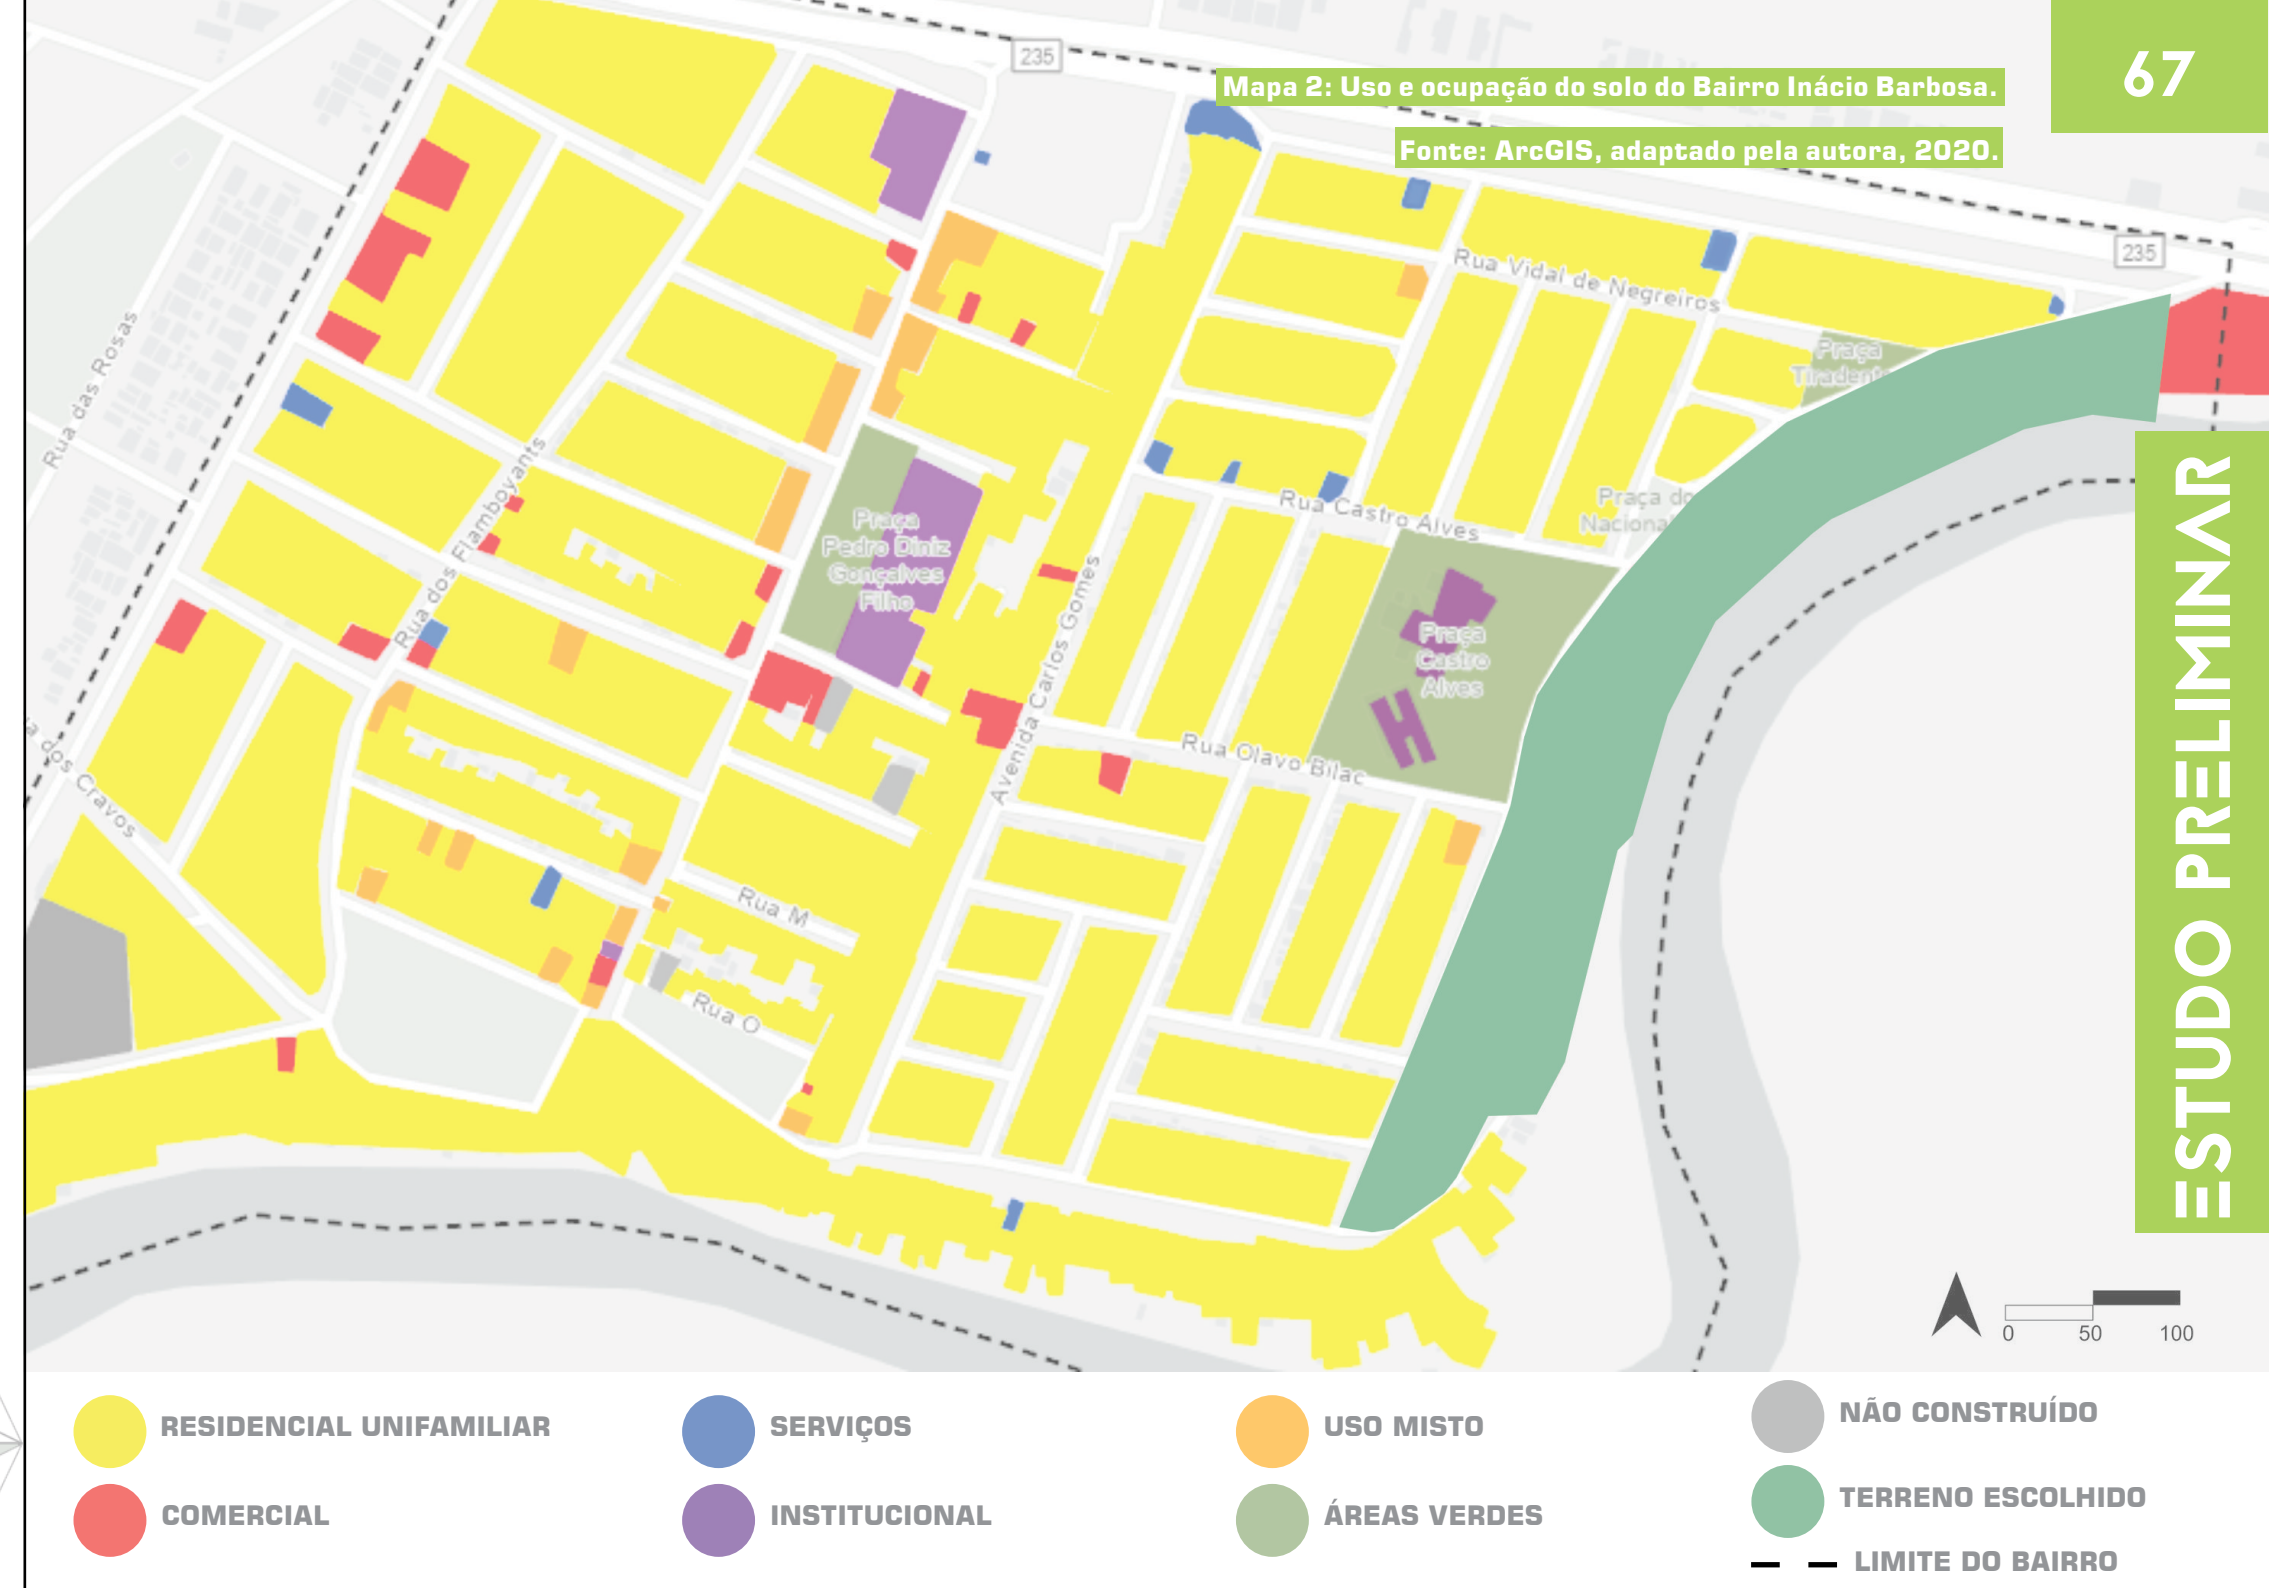 67
Mapa 2: Uso e ocupação do solo do Bairro Inácio Barbosa.
Fonte: ArcGIS, adaptado pela autora, 2020.
235
235
Rua das Rosas
Rua dos Flamboyants
dos Cravos
Rua Vidal de Negreiros
Rua Castro Alves
Rua Olavo Bilac
Avenida Carlos Gomes
Rua M
Rua O
Praça
Pedro Diniz
Gonçalves
Filho
Praça
Castro
Alves
Praça
Praça do
ESTUDO PRELIMINAR
0 50 100
RESIDENCIAL UNIFAMILIAR
COMERCIAL
SERVIÇOS
INSTITUCIONAL
USO MISTO
ÁREAS VERDES
NÃO CONSTRUÍDO
TERRENO ESCOLHIDO
LIMITE DO BAIRRO